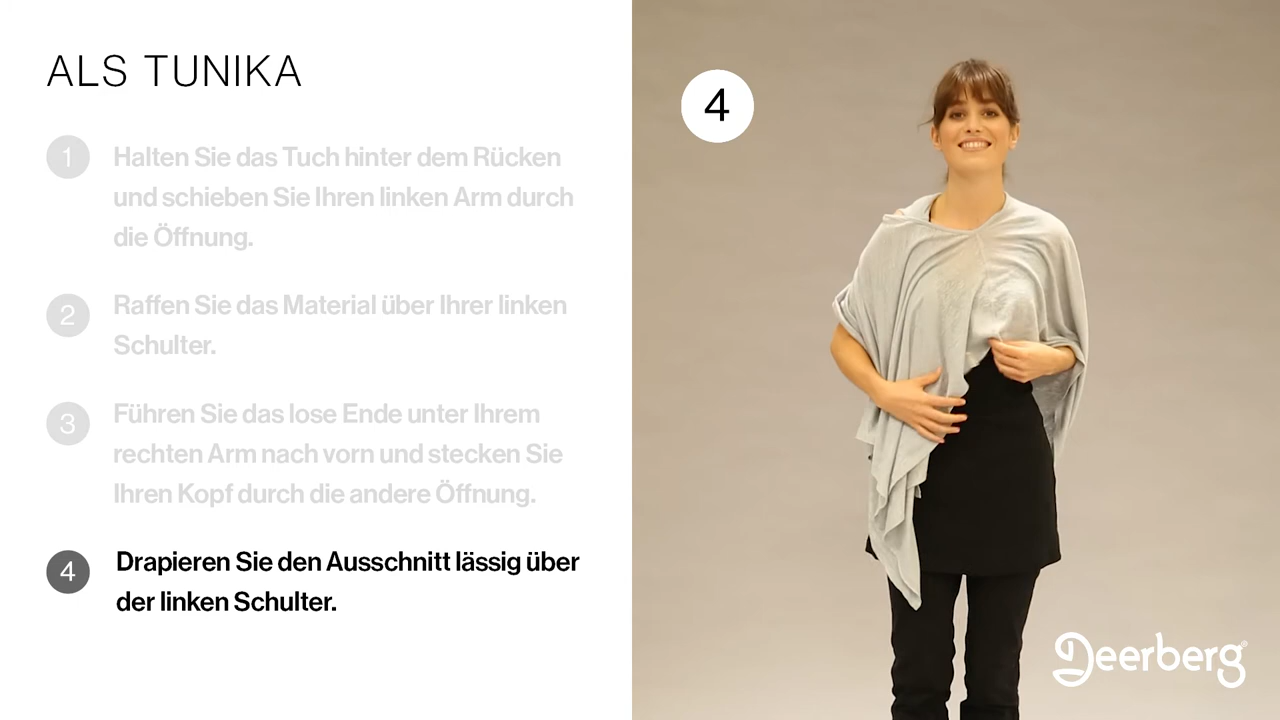 ALS TUNIKA
1 Halten Sie das Tuch hinter dem Rücken
und schieben Sie Ihren linken Arm durch
die Öffnung.
2 Raffen Sie das Material über Ihrer linken
Schulter.
3 Führen Sie das lose Ende unter Ihrem
rechten Arm nach vorn und stecken Sie
Ihren Kopf durch die andere Öffnung.
4 Drapieren Sie den Ausschnitt lässig über
der linken Schulter.
4
Deerberg®